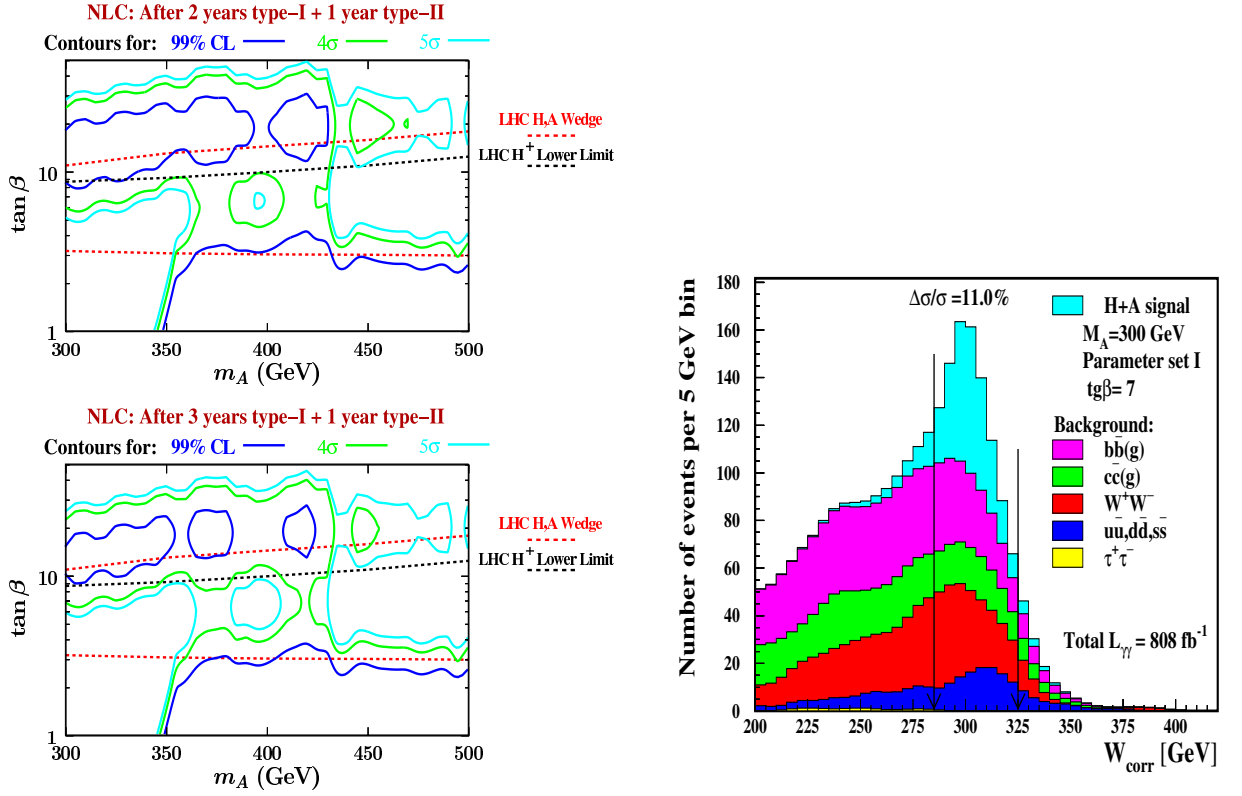 NLC: After 2 years type-I + 1 year type-II
Contours for: 99% CL 4σ 5σ
tan β
10
1
300 350 400 450 500
m_A (GeV)
LHC H,A Wedge
LHC H⁺ Lower Limit
NLC: After 3 years type-I + 1 year type-II
Contours for: 99% CL 4σ 5σ
tan β
10
1
300 350 400 450 500
m_A (GeV)
LHC H,A Wedge
LHC H⁺ Lower Limit
Number of events per 5 GeV bin
180
160
140
120
100
80
60
40
20
0
200 225 250 275 300 325 350 375 400
W_corr [GeV]
Δσ/σ =11.0%
H+A signal
M_A=300 GeV
Parameter set I
tgβ= 7
Background:
bb̄(g)
cc̄(g)
W⁺W⁻
uū,dd̄,ss̄
τ⁺τ⁻
Total L_γγ = 808 fb⁻¹